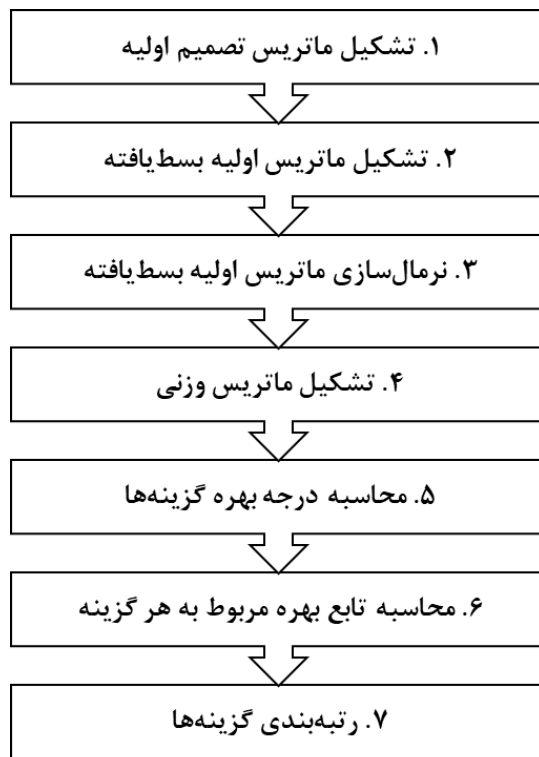 ۱. تشکیل ماتریس تصمیم اولیه
۲. تشکیل ماتریس اولیه بسط‌یافته
۳. نرمال‌سازی ماتریس اولیه بسط‌یافته
۴. تشکیل ماتریس وزنی
۵. محاسبه درجه بهره گزینه‌ها
۶. محاسبه تابع بهره مربوط به هر گزینه
۷. رتبه‌بندی گزینه‌ها